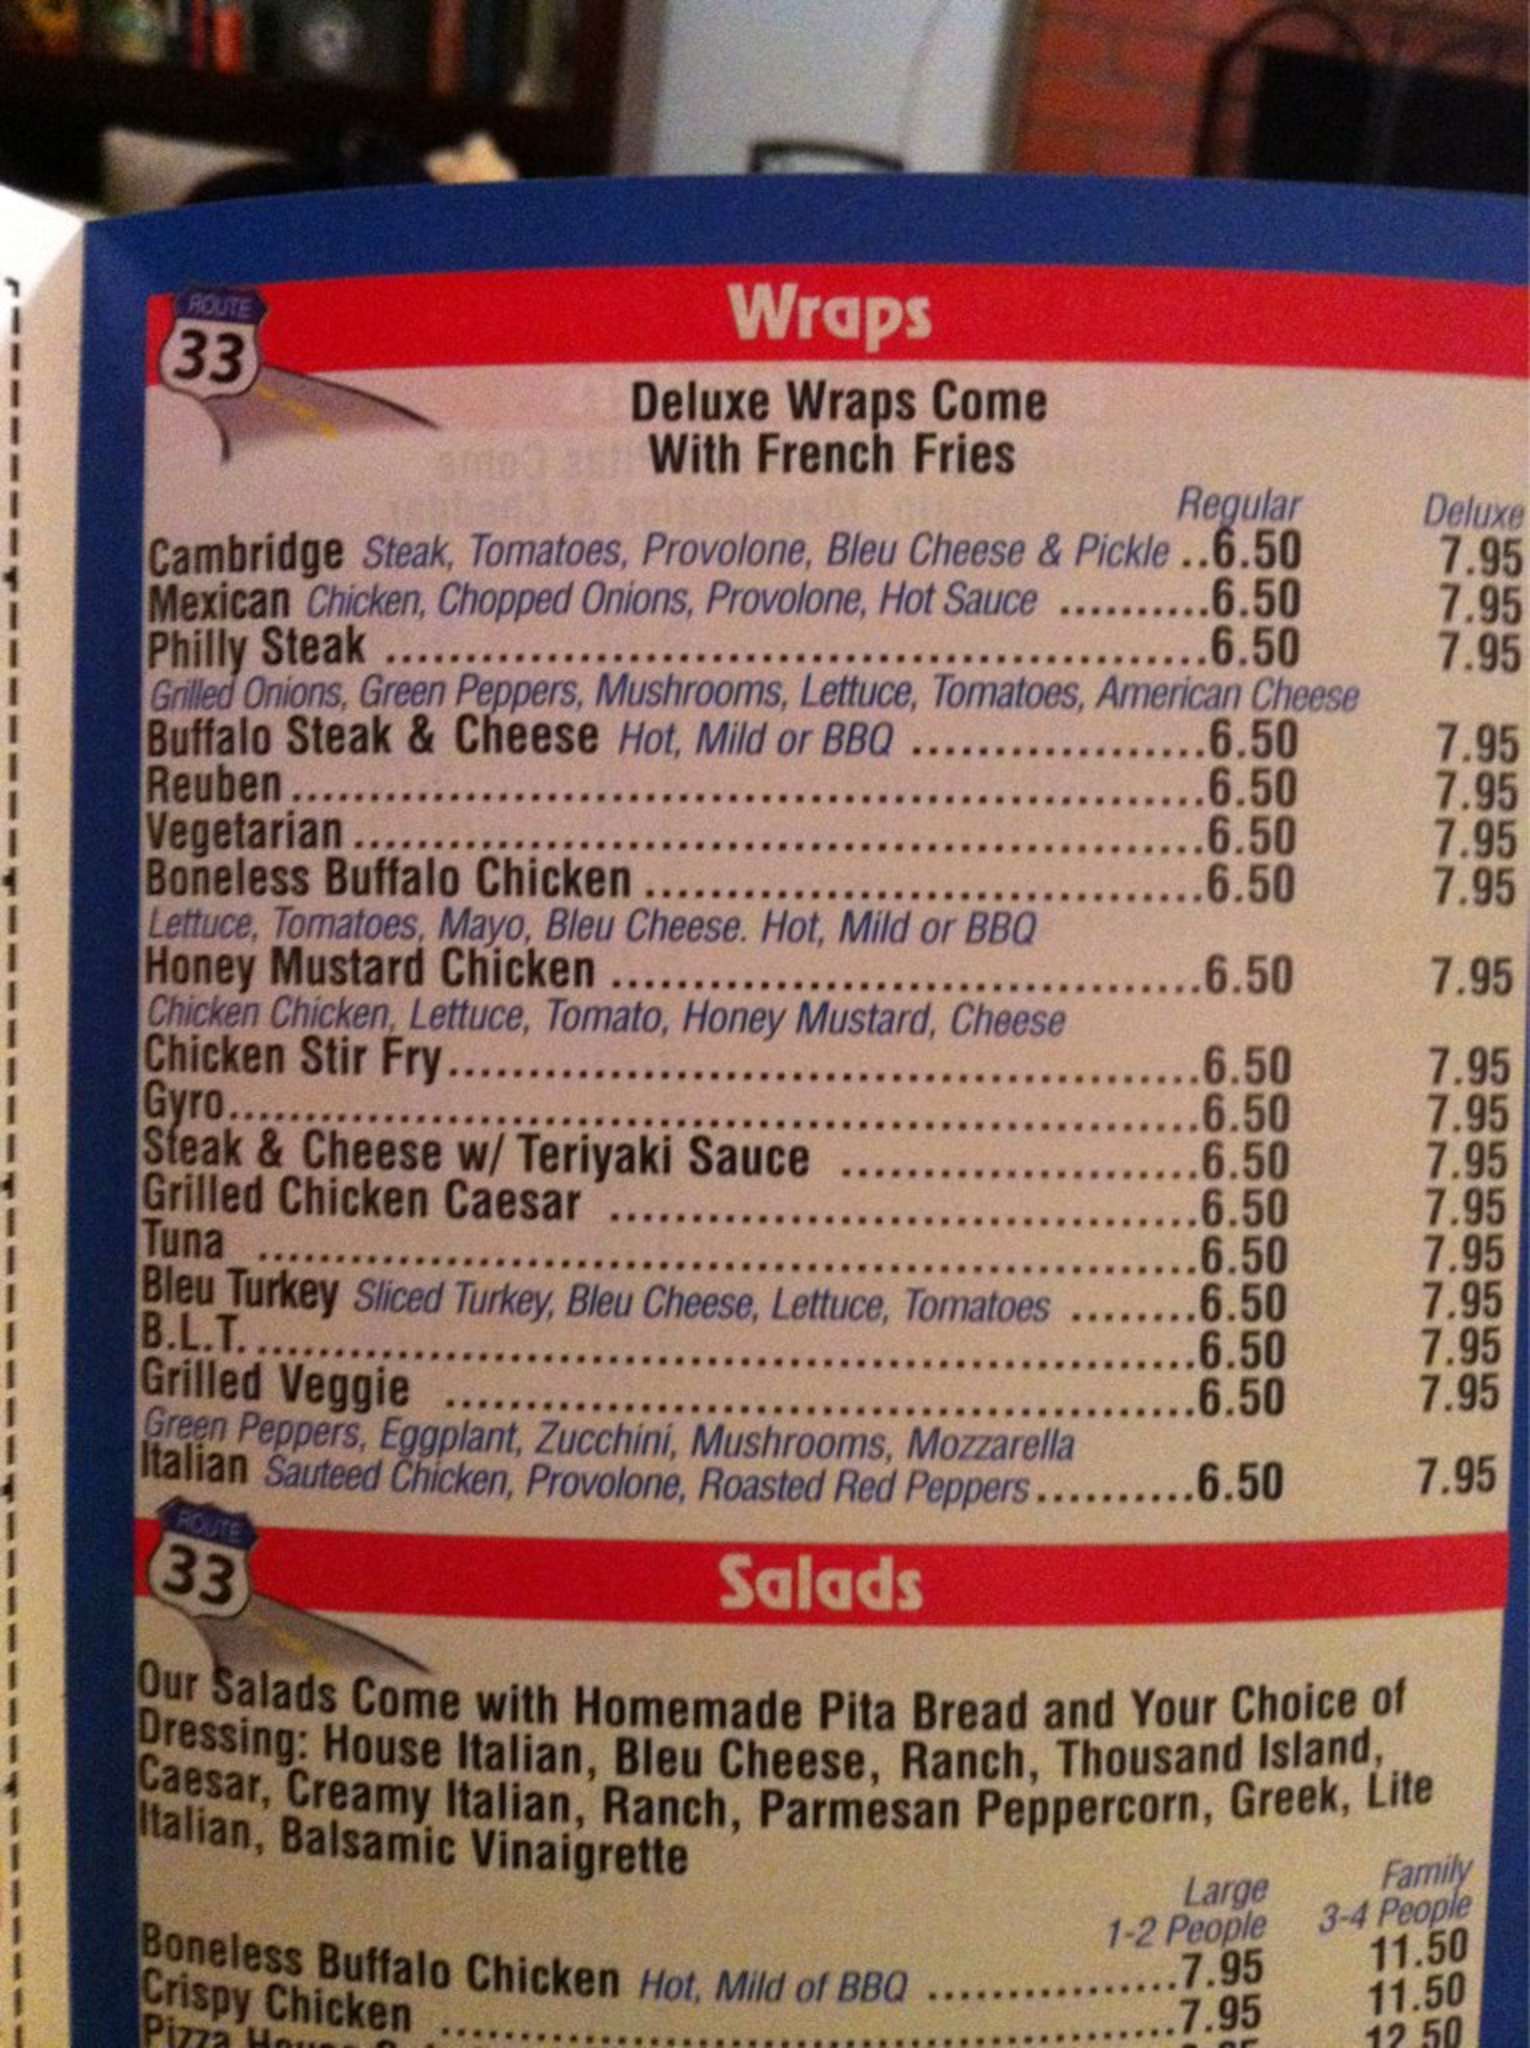 ROUTE
33
Wraps
Deluxe Wraps Come
With French Fries
Regular Deluxe
Cambridge Steak, Tomatoes, Provolone, Bleu Cheese & Pickle ..6.50 7.95
Mexican Chicken, Chopped Onions, Provolone, Hot Sauce ..........6.50 7.95
Philly Steak ......................................................6.50 7.95
Grilled Onions, Green Peppers, Mushrooms, Lettuce, Tomatoes, American Cheese
Buffalo Steak & Cheese Hot, Mild or BBQ ...................6.50 7.95
Reuben............................................................6.50 7.95
Vegetarian........................................................6.50 7.95
Boneless Buffalo Chicken .....................................6.50 7.95
Lettuce, Tomatoes, Mayo, Bleu Cheese. Hot, Mild or BBQ
Honey Mustard Chicken .......................................6.50 7.95
Chicken Chicken, Lettuce, Tomato, Honey Mustard, Cheese
Chicken Stir Fry..................................................6.50 7.95
Gyro................................................................6.50 7.95
Steak & Cheese w/ Teriyaki Sauce ........................6.50 7.95
Grilled Chicken Caesar .......................................6.50 7.95
Tuna ..............................................................6.50 7.95
Bleu Turkey Sliced Turkey, Bleu Cheese, Lettuce, Tomatoes ........6.50 7.95
B.L.T...............................................................6.50 7.95
Grilled Veggie ..................................................6.50 7.95
Green Peppers, Eggplant, Zucchini, Mushrooms, Mozzarella
Italian Sauteed Chicken, Provolone, Roasted Red Peppers..........6.50 7.95
ROUTE
33
Salads
Our Salads Come with Homemade Pita Bread and Your Choice of
Dressing: House Italian, Bleu Cheese, Ranch, Thousand Island,
Caesar, Creamy Italian, Ranch, Parmesan Peppercorn, Greek, Lite
Italian, Balsamic Vinaigrette
Large Family
1-2 People 3-4 People
Boneless Buffalo Chicken Hot, Mild of BBQ ................7.95 11.50
Crispy Chicken ................................................7.95 11.50
Pizza House 12.50